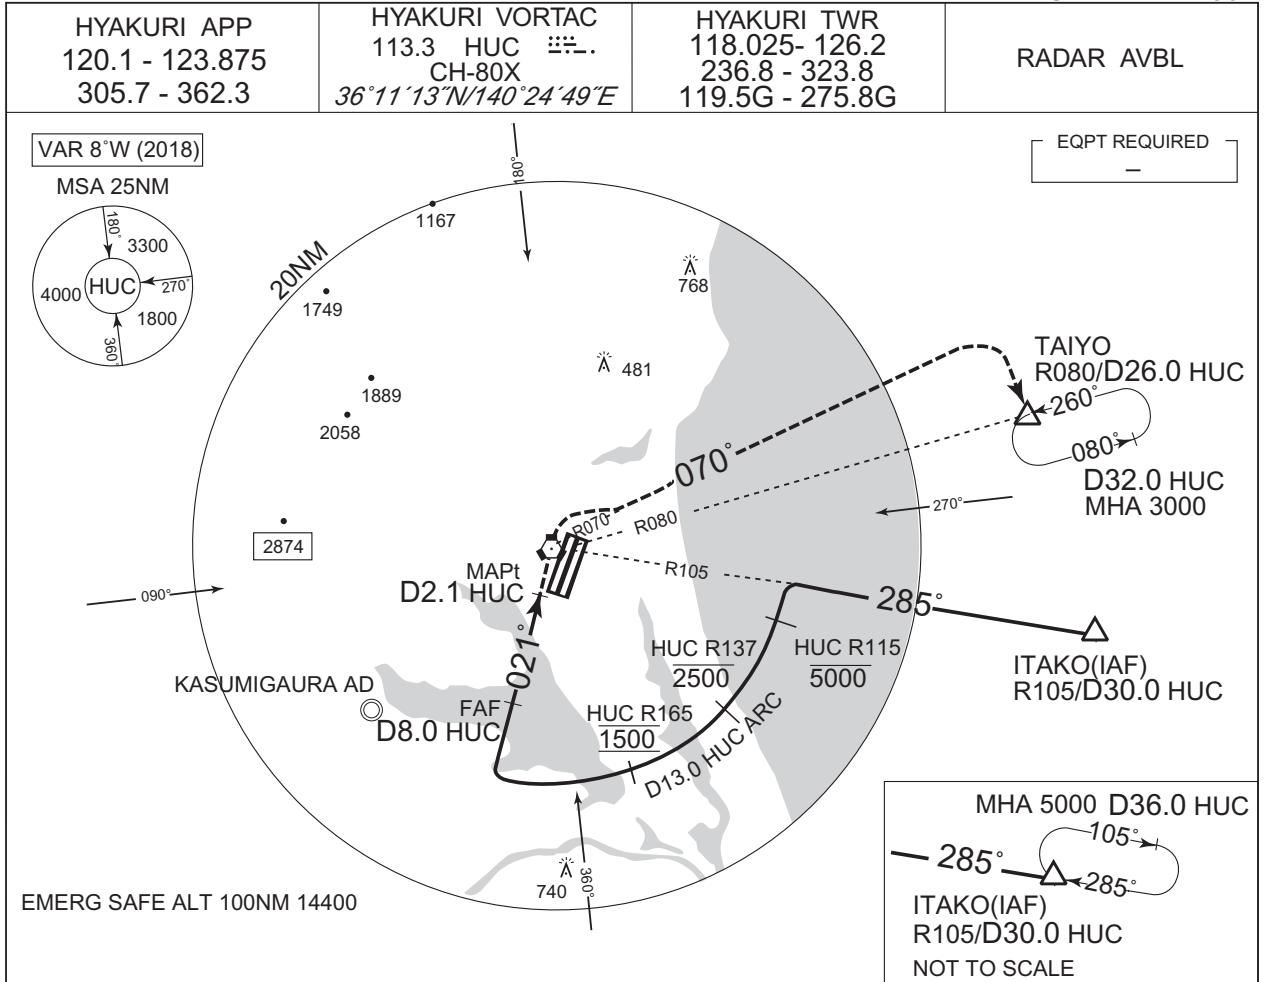 HYAKURI APP
120.1 - 123.875
305.7 - 362.3
HYAKURI VORTAC
113.3 HUC
CH-80X
36°11´13˝N/140°24´49˝E
HYAKURI TWR
118.025- 126.2
236.8 - 323.8
119.5G - 275.8G
RADAR AVBL
VAR 8°W (2018)
MSA 25NM
180°
3300
HUC
270°
4000
1800
360°
EQPT REQUIRED
–
180°
1167
20NM
1749
768
481
1889
2058
TAIYO
R080/D26.0 HUC
260°
080°
D32.0 HUC
MHA 3000
070°
270°
R070
R080
2874
R105
MAPt
D2.1 HUC
090°
285°
021°
HUC R137
2500
HUC R115
5000
ITAKO(IAF)
R105/D30.0 HUC
KASUMIGAURA AD
FAF
D8.0 HUC
HUC R165
1500
D13.0 HUC ARC
740
360°
EMERG SAFE ALT 100NM 14400
MHA 5000 D36.0 HUC
105°
285°
285°
ITAKO(IAF)
R105/D30.0 HUC
NOT TO SCALE